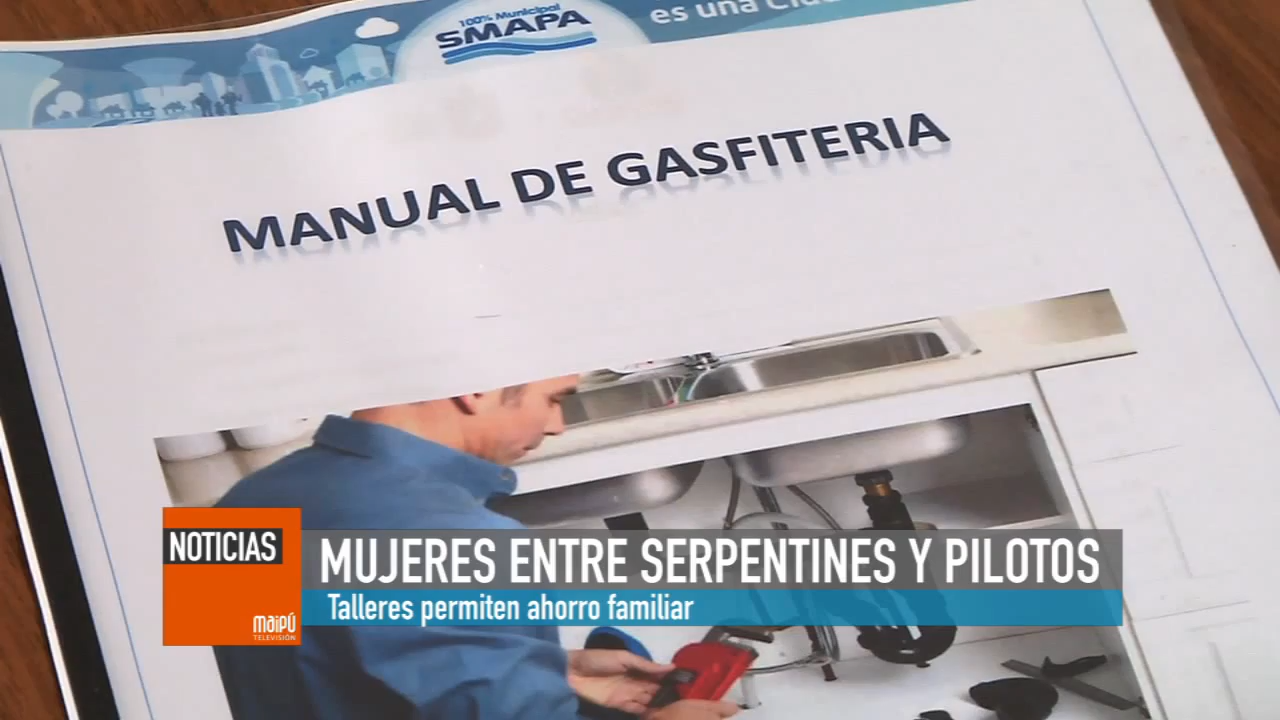 100% Municipal
SMAPA
es una
MANUAL DE GASFITERIA
NOTICIAS
MUJERES ENTRE SERPENTINES Y PILOTOS
Talleres permiten ahorro familiar
MAIPÚ
TELEVISIÓN